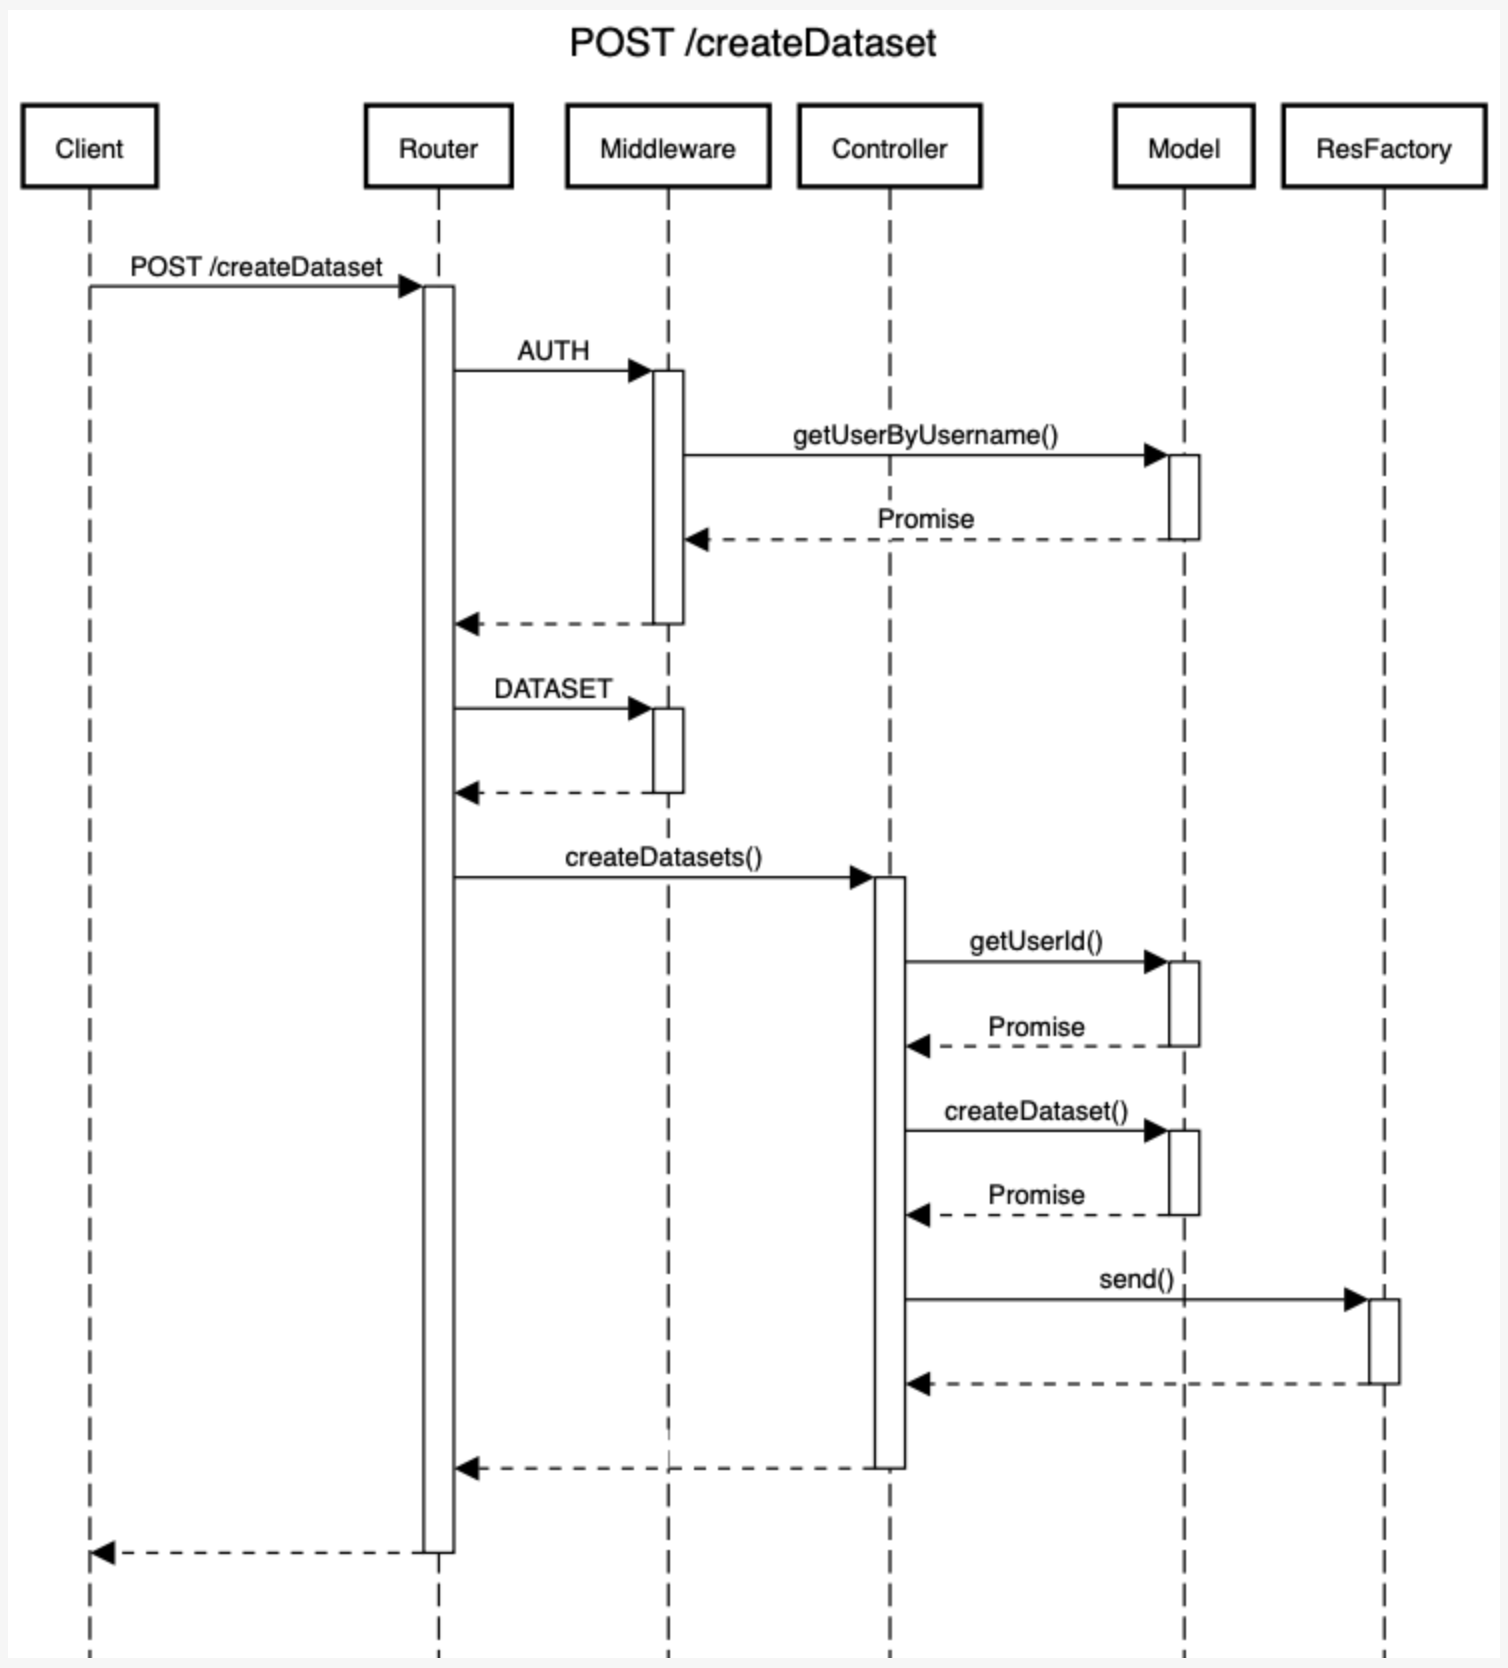 POST /createDataset
Client
Router
Middleware
Controller
Model
ResFactory
POST /createDataset
AUTH
getUserByUsername()
Promise
DATASET
createDatasets()
getUserId()
Promise
createDataset()
Promise
send()